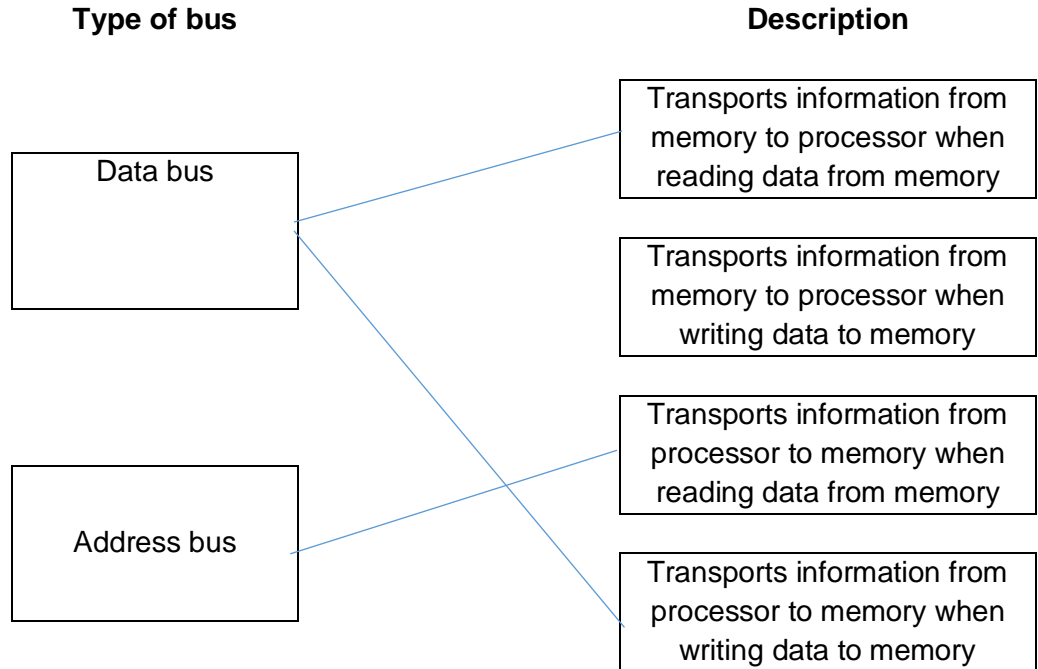 Type of bus
Description
Data bus
Address bus
Transports information from
memory to processor when
reading data from memory
Transports information from
memory to processor when
writing data to memory
Transports information from
processor to memory when
reading data from memory
Transports information from
processor to memory when
writing data to memory